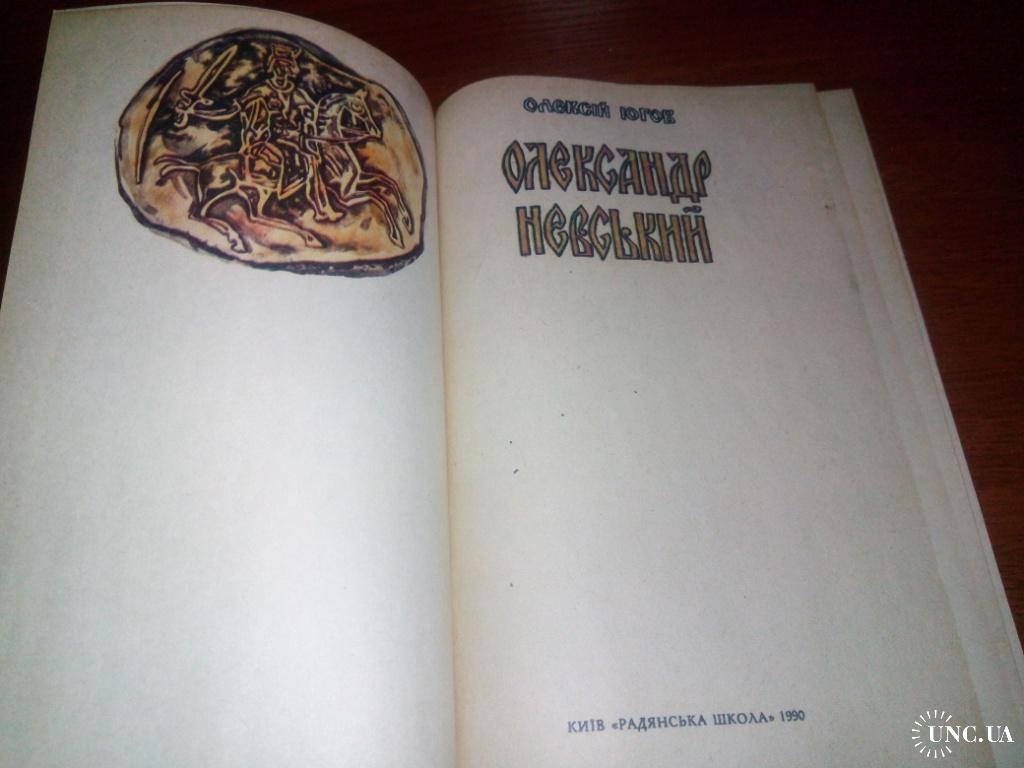 ОЛЕКСІЙ ЮГОВ
ОЛЕКСАНДР
НЕВСЬКИЙ
КИЇВ «РАДЯНСЬКА ШКОЛА» 1990
UNC.UA